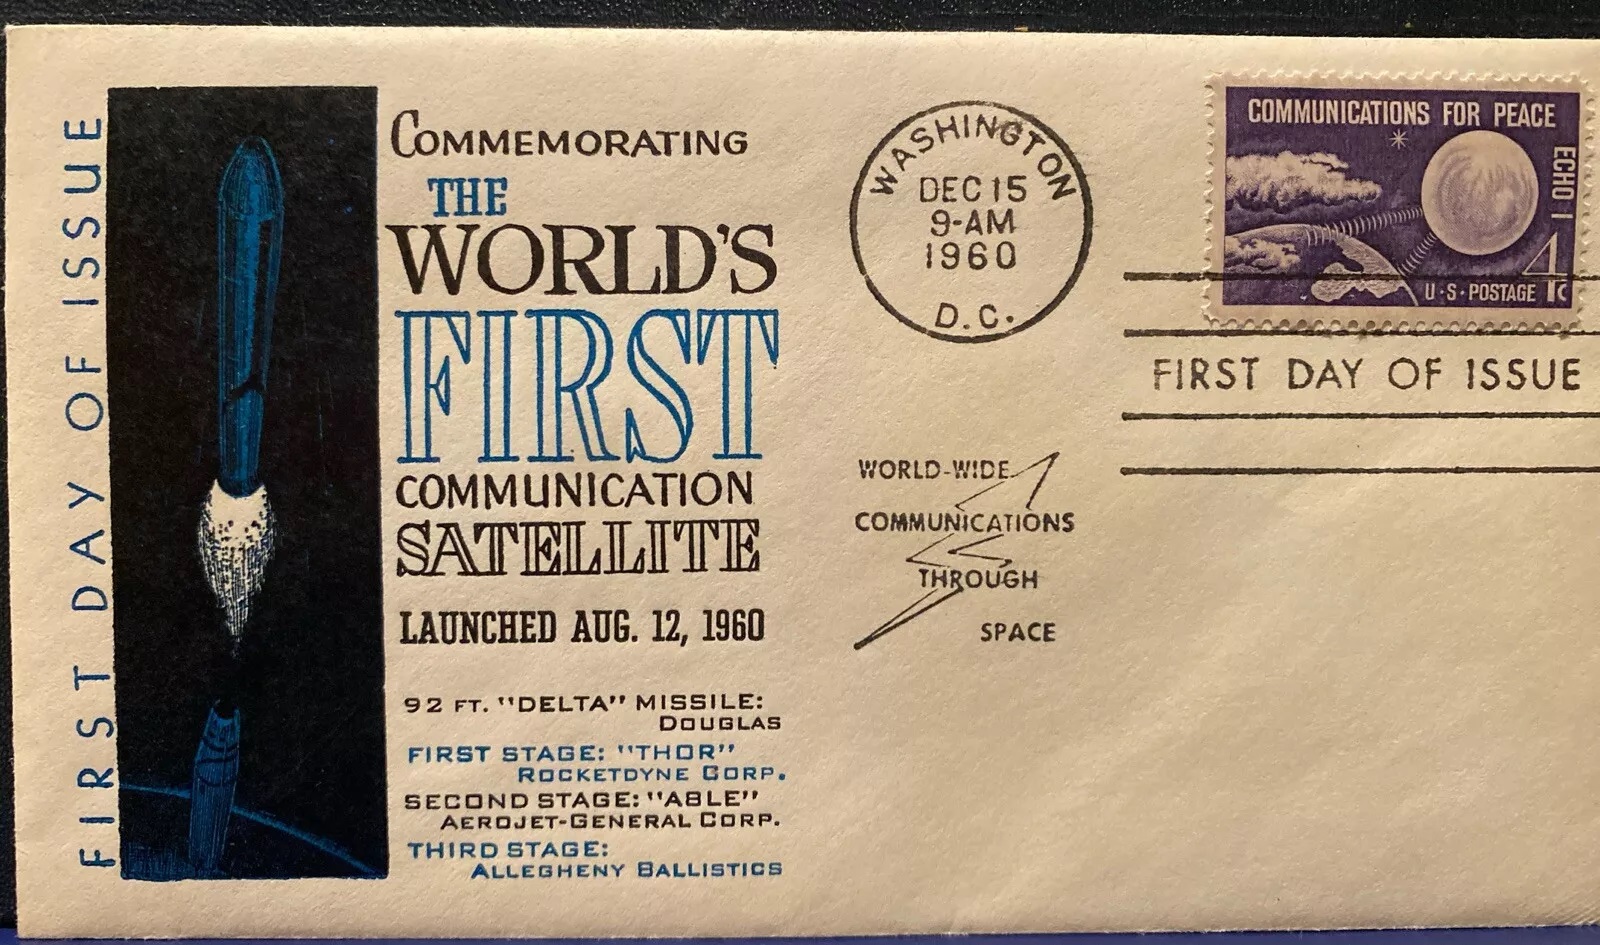 FIRST DAY OF ISSUE
COMMEMORATING
THE
WORLD'S
FIRST
COMMUNICATION
SATELLITE
LAUNCHED AUG. 12, 1960
92 FT. "DELTA" MISSILE:
DOUGLAS
FIRST STAGE: "THOR"
ROCKETDYNE CORP.
SECOND STAGE: "ABLE"
AEROJET-GENERAL CORP.
THIRD STAGE:
ALLEGHENY BALLISTICS
WASHINGTON
DEC 15
9-AM
1960
D.C.
WORLD-WIDE
COMMUNICATIONS
THROUGH
SPACE
COMMUNICATIONS FOR PEACE
ECHO I
4c
U·S·POSTAGE
FIRST DAY OF ISSUE